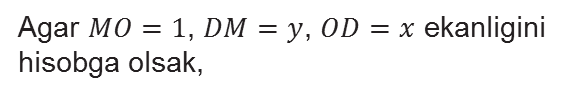 Agar MO = 1, DM = y, OD = x ekanligini
hisobga olsak,